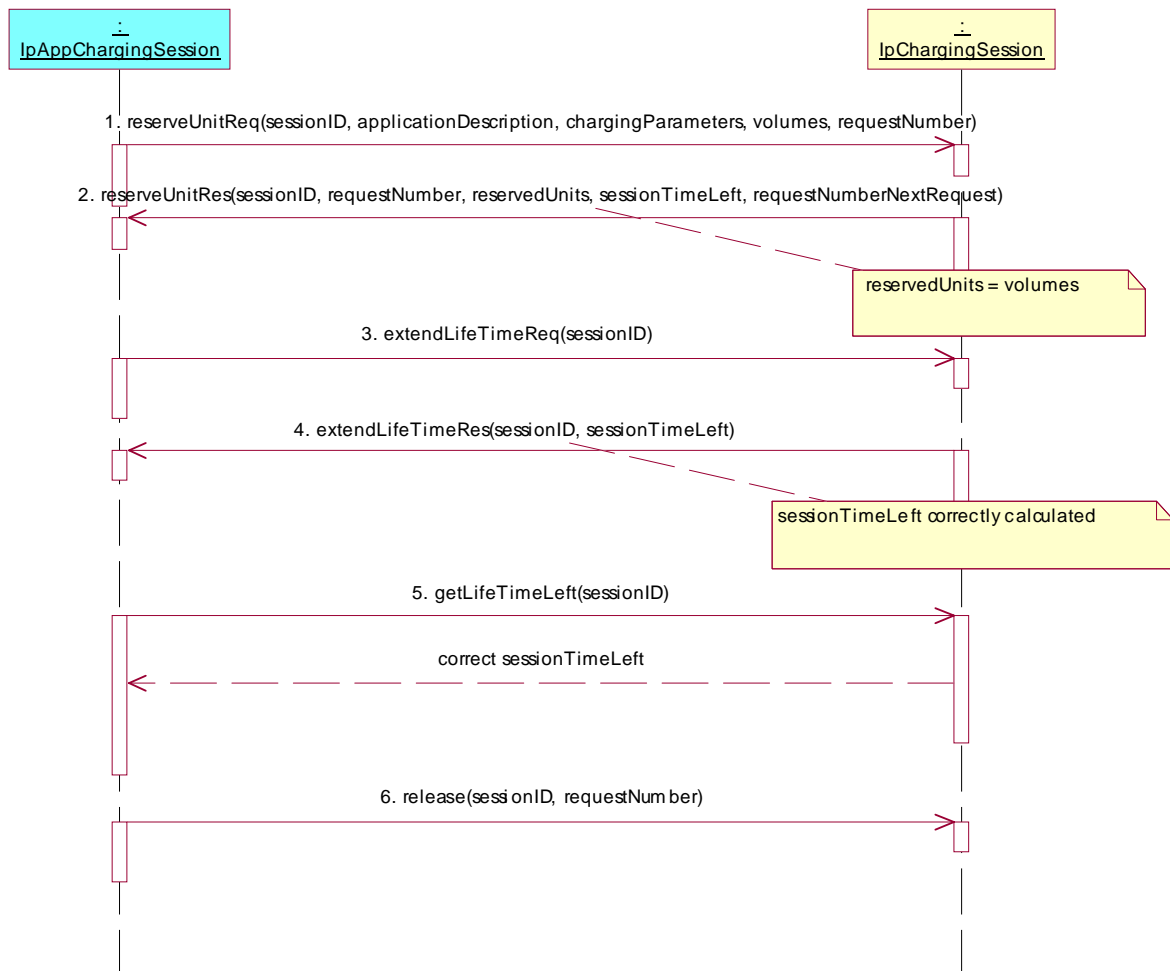 :
IpAppChargingSession
:
IpChargingSession
1. reserveUnitReq(sessionID, applicationDescription, chargingParameters, volumes, requestNumber)
2. reserveUnitRes(sessionID, requestNumber, reservedUnits, sessionTimeLeft, requestNumberNextRequest)
reservedUnits = volumes
3. extendLifeTimeReq(sessionID)
4. extendLifeTimeRes(sessionID, sessionTimeLeft)
sessionTimeLeft correctly calculated
5. getLifeTimeLeft(sessionID)
correct sessionTimeLeft
6. release(sessionID, requestNumber)